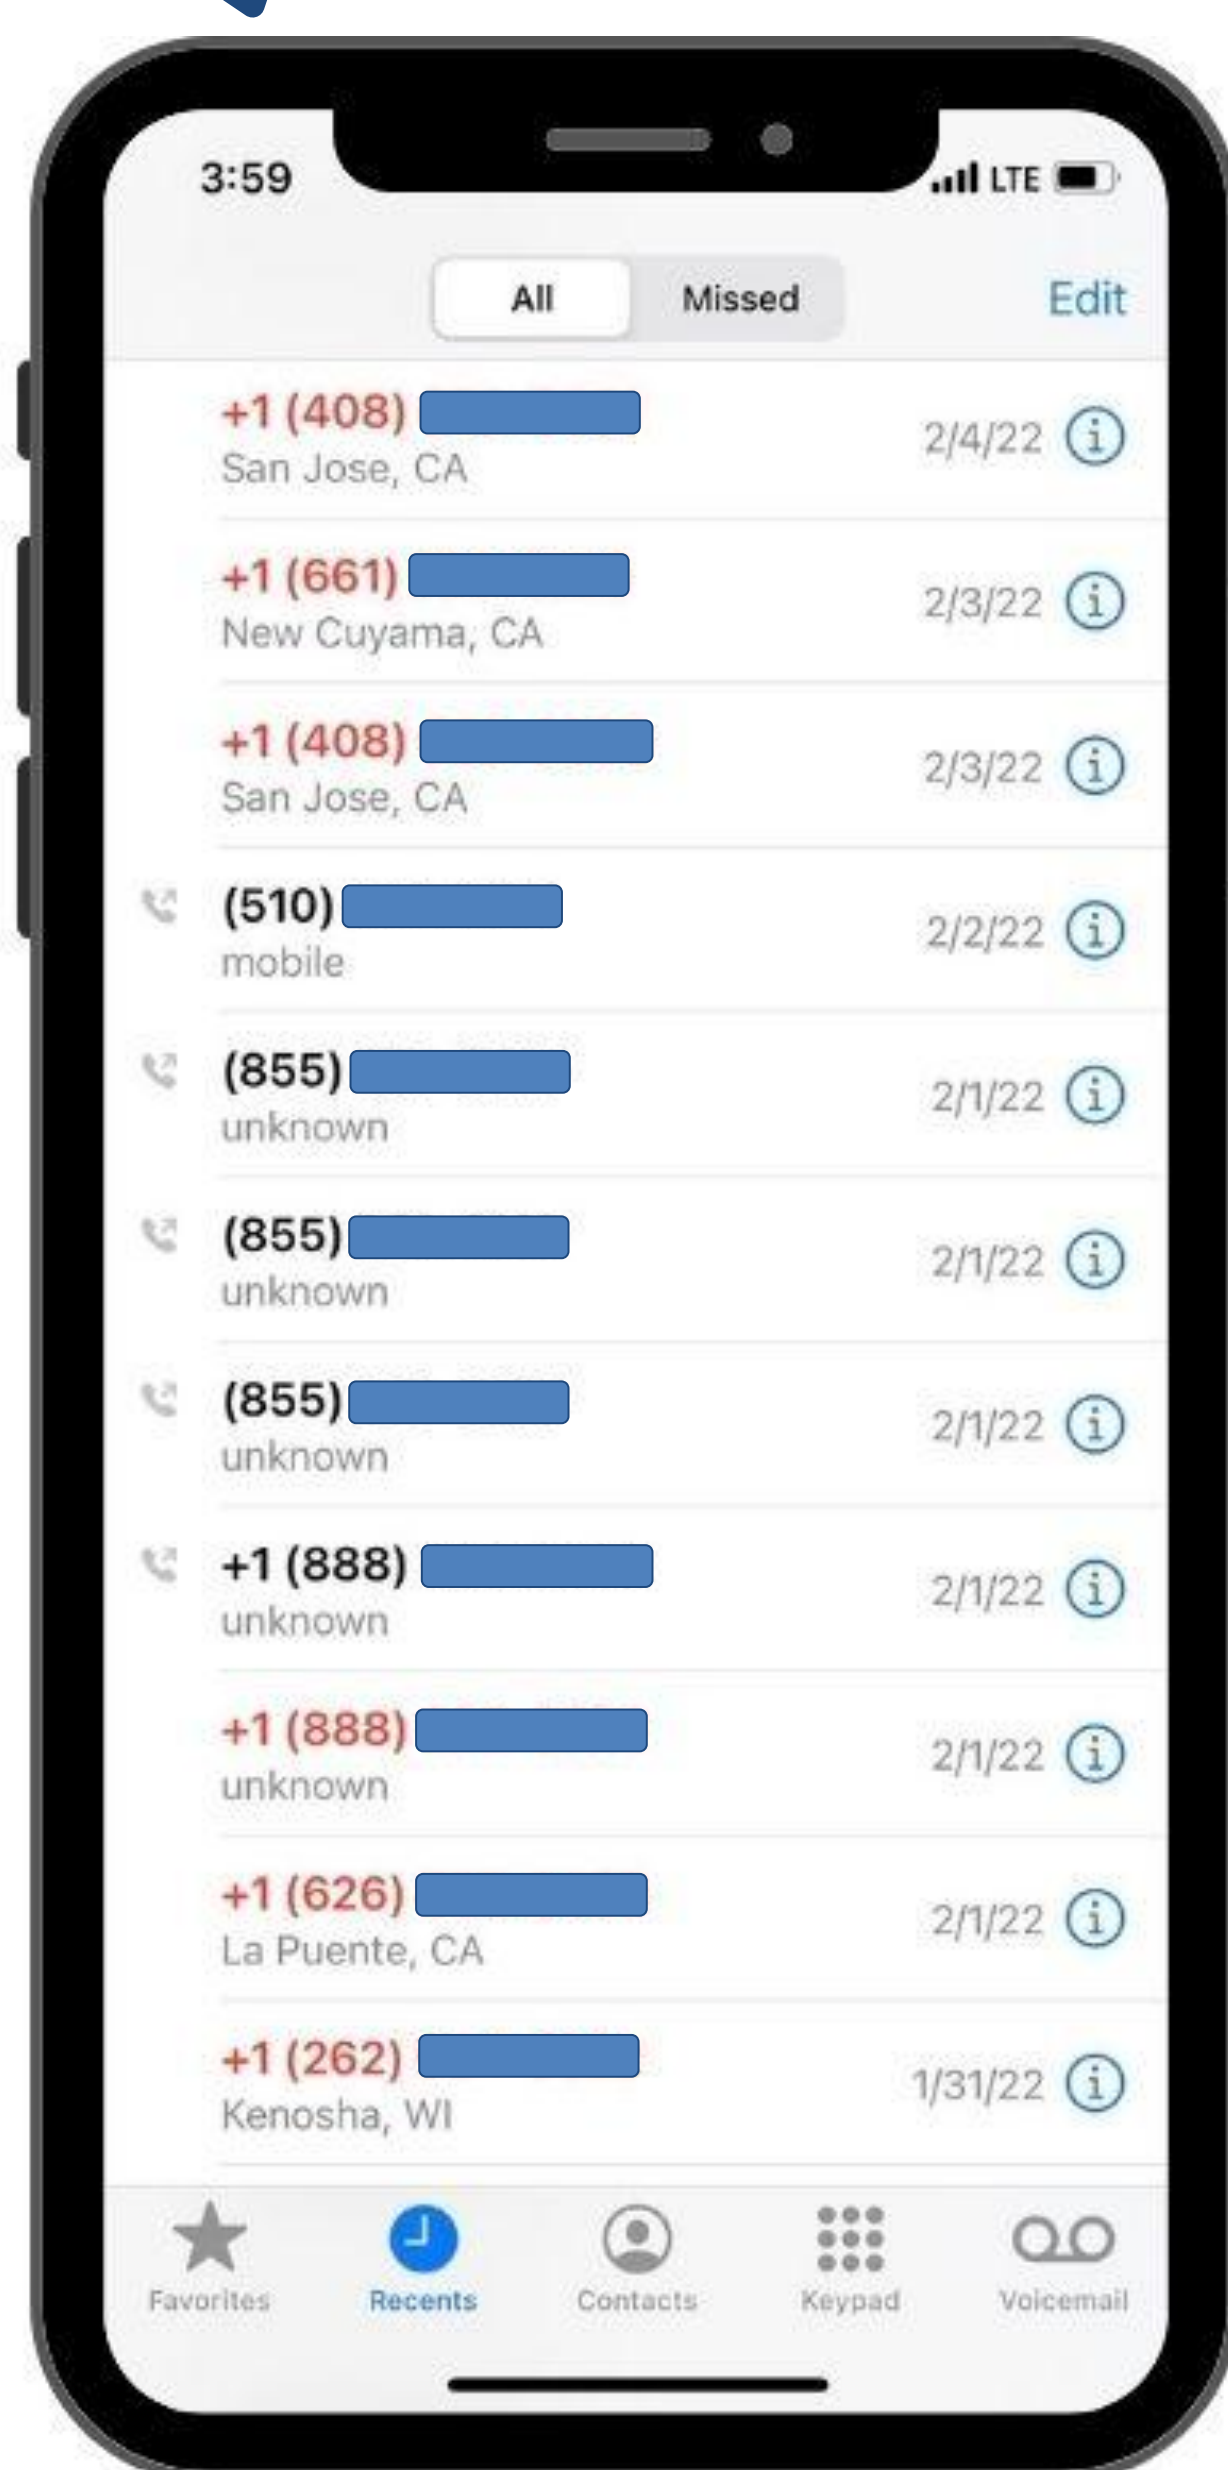 3:59
LTE
All
Missed
Edit
+1 (408)
San Jose, CA
2/4/22
+1 (661)
New Cuyama, CA
2/3/22
+1 (408)
San Jose, CA
2/3/22
(510)
mobile
2/2/22
(855)
unknown
2/1/22
(855)
unknown
2/1/22
(855)
unknown
2/1/22
+1 (888)
unknown
2/1/22
+1 (888)
unknown
2/1/22
+1 (626)
La Puente, CA
2/1/22
+1 (262)
Kenosha, WI
1/31/22
Favorites
Recents
Contacts
Keypad
Voicemail